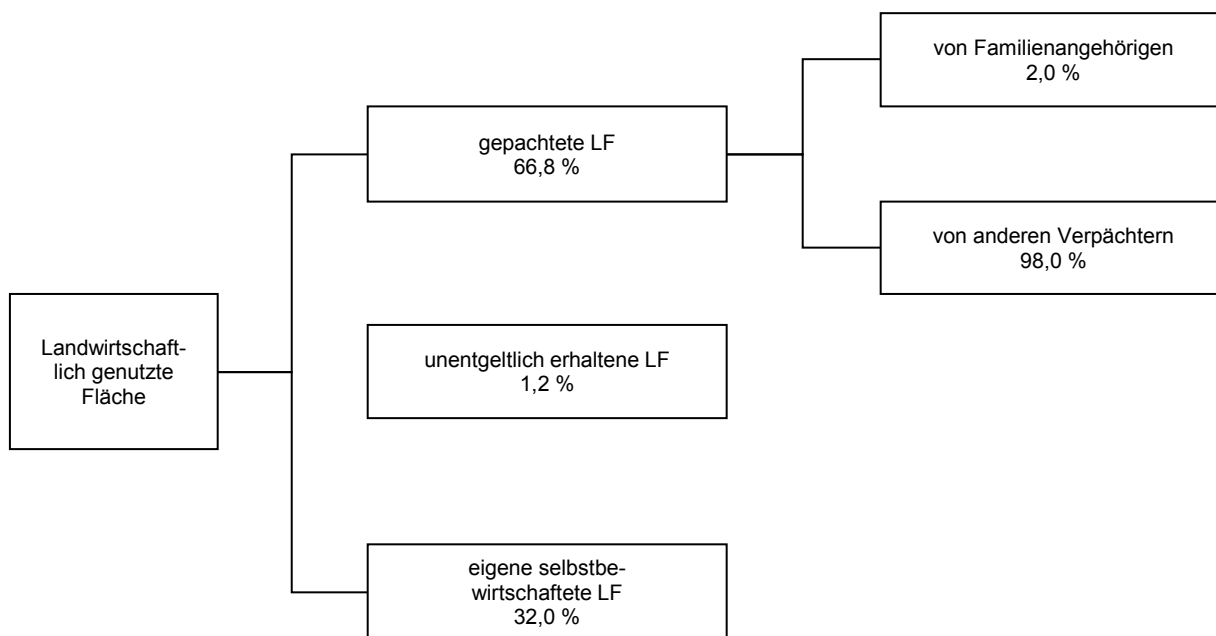 von Familienangehörigen
2,0 %
gepachtete LF
66,8 %
von anderen Verpächtern
98,0 %
Landwirtschaft-
lich genutzte
Fläche
unentgeltlich erhaltene LF
1,2 %
eigene selbstbe-
wirtschaftete LF
32,0 %